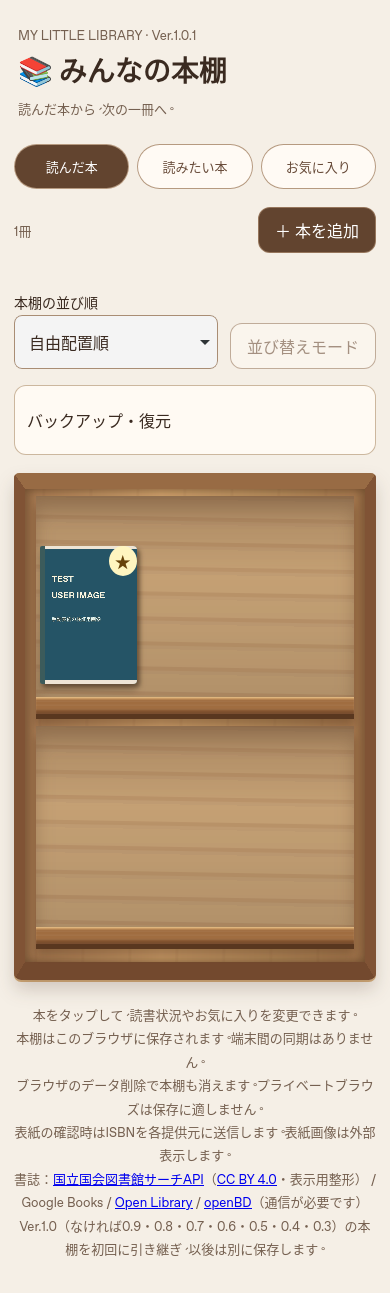 MY LITTLE LIBRARY · Ver.1.0.1
📚 みんなの本棚
読んだ本から、次の一冊へ。
読んだ本
読みたい本
お気に入り
1冊
＋ 本を追加
本棚の並び順
自由配置順
並び替えモード
バックアップ・復元
★
TEST
USER IMAGE
本をタップして、読書状況やお気に入りを変更できます。
本棚はこのブラウザに保存されます。端末間の同期はありませ
ん。
ブラウザのデータ削除で本棚も消えます。プライベートブラウ
ズは保存に適しません。
表紙の確認時はISBNを各提供元に送信します。表紙画像は外部
表示します。
書誌：国立国会図書館サーチAPI（CC BY 4.0・表示用整形） /
Google Books / Open Library / openBD（通信が必要です）
Ver.1.0（なければ0.9・0.8・0.7・0.6・0.5・0.4・0.3）の本
棚を初回に引き継ぎ、以後は別に保存します。